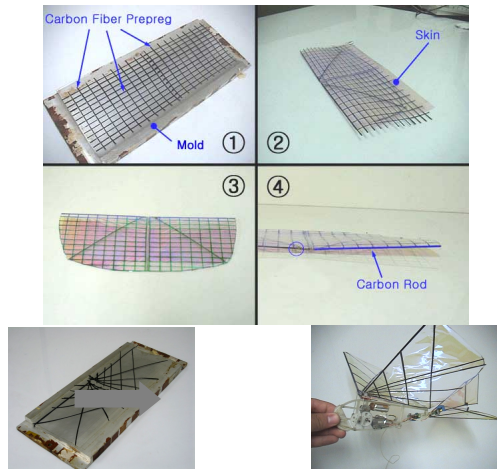 Carbon Fiber Prepreg
Mold
①
Skin
②
③
④
Carbon Rod